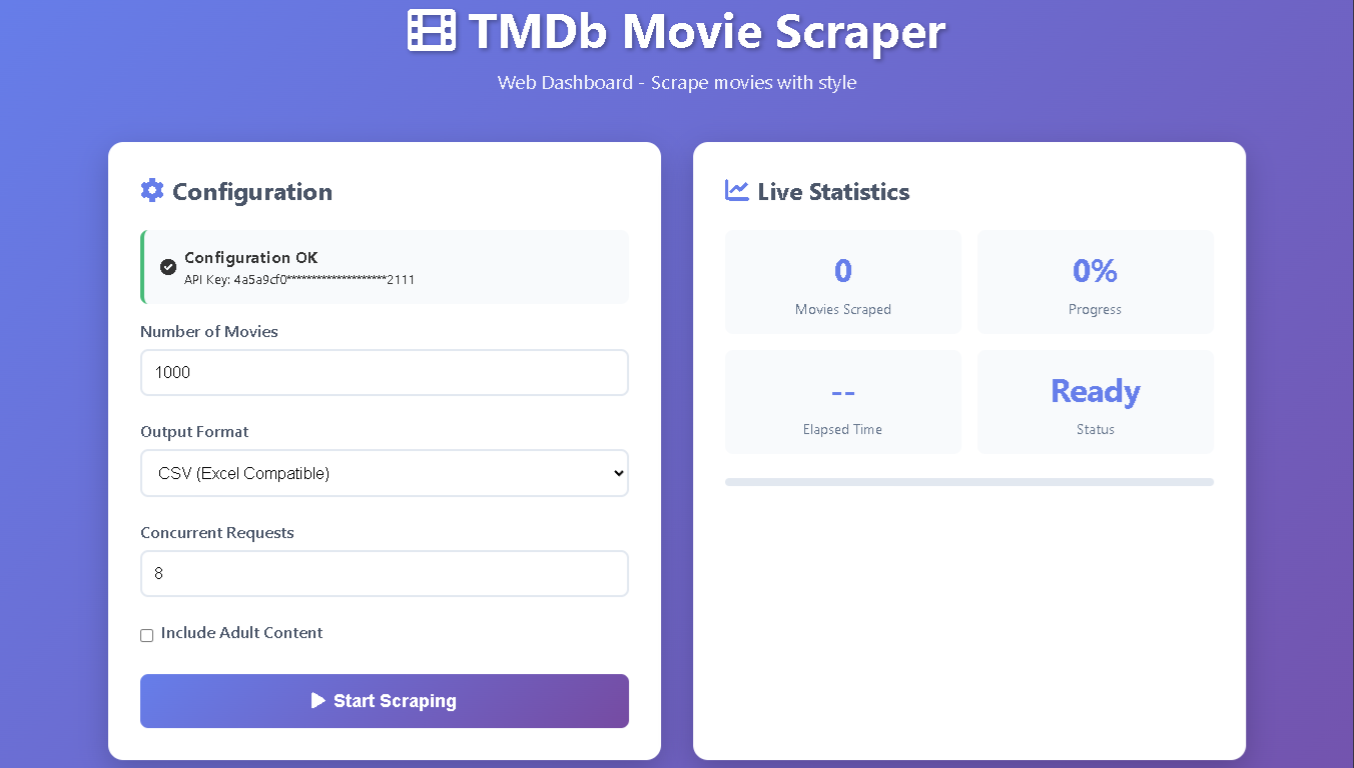 TMDb Movie Scraper
Web Dashboard - Scrape movies with style
Configuration
Configuration OK
API Key: 4a5a9cf0********************2111
Number of Movies
1000
Output Format
CSV (Excel Compatible)
Concurrent Requests
8
Include Adult Content
Start Scraping
Live Statistics
0
Movies Scraped
0%
Progress
--
Elapsed Time
Ready
Status